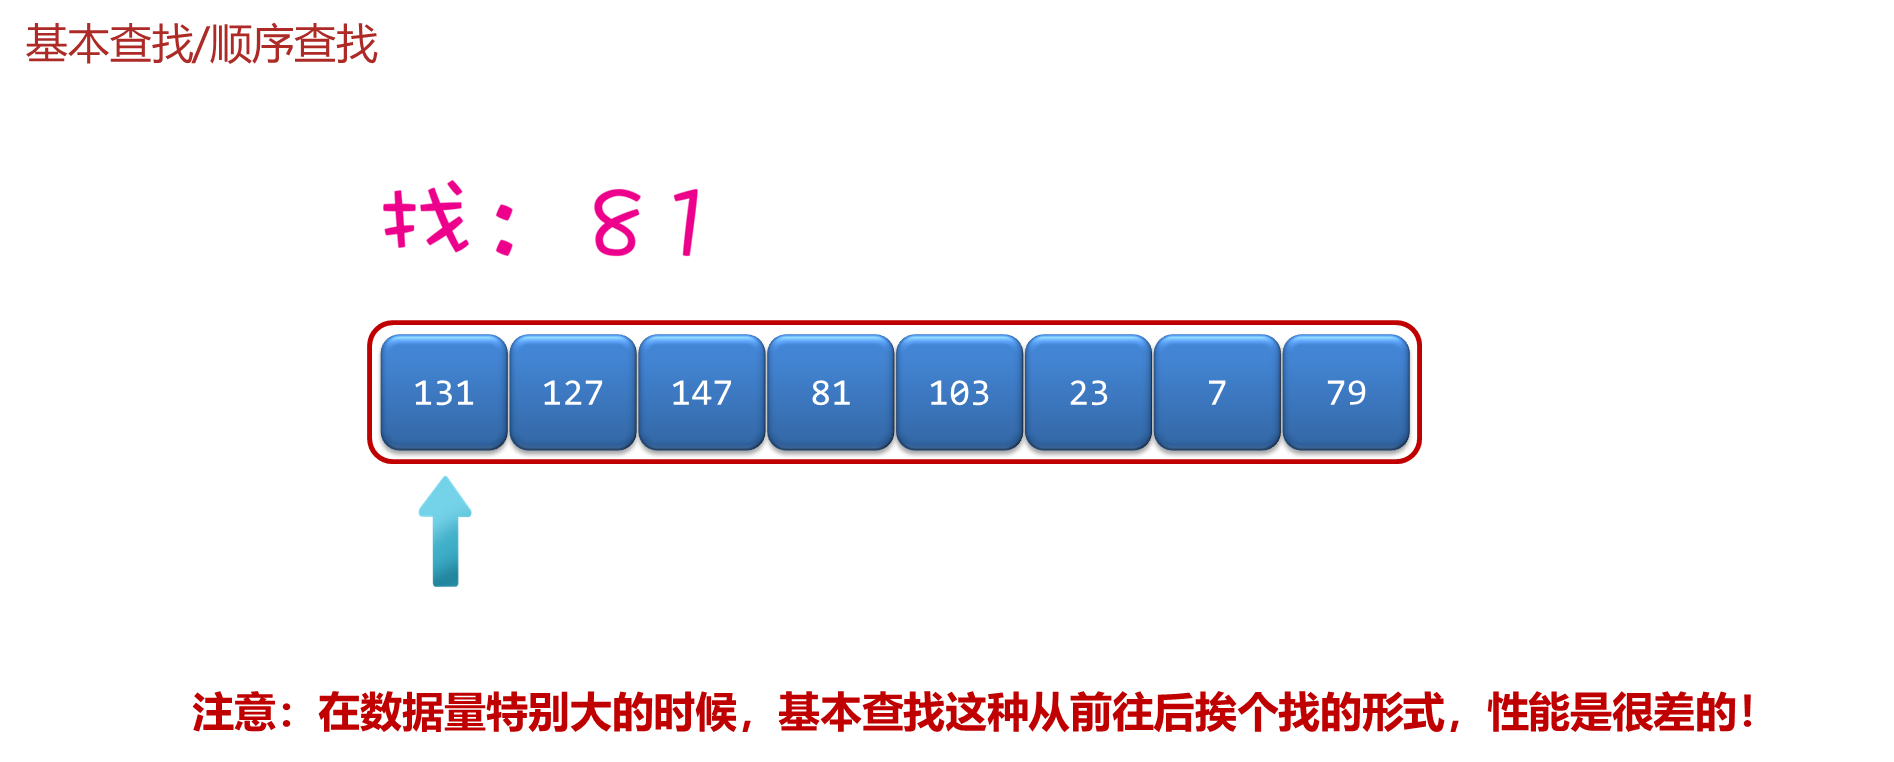 基本查找/顺序查找
找：81
131 127 147 81 103 23 7 79
注意：在数据量特别大的时候，基本查找这种从前往后挨个找的形式，性能是很差的！